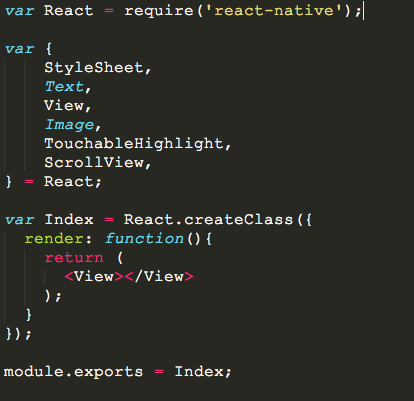 var React = require('react-native');
var {
StyleSheet,
Text,
View,
Image,
TouchableHighlight,
ScrollView,
} = React;
var Index = React.createClass({
render: function(){
return (
<View></View>
);
}
});
module.exports = Index;